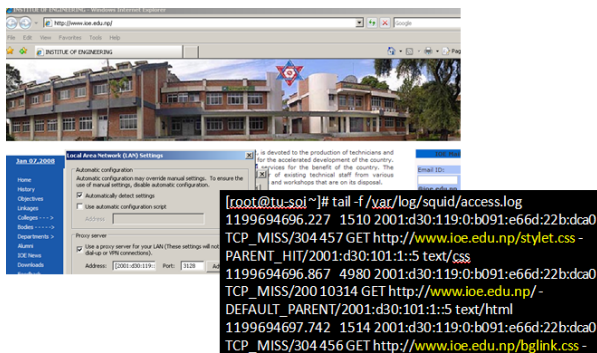 INSTITUE OF ENGINEERING - Windows Internet Explorer
http://www.ioe.edu.np/
Google
File Edit View Favorites Tools Help
INSTITUE OF ENGINEERING
Jan 07,2008
Home
History
Objectives
Linkages
Colleges --->
Bodies ----->
Departments >
Alumni
IOE News
Downloads
Local Area Network (LAN) Settings
Automatic configuration
Automatic configuration may override manual settings. To ensure the
use of manual settings, disable automatic configuration.
Automatically detect settings
Use automatic configuration script
Address
Proxy server
Use a proxy server for your LAN (These settings will not
dial-up or VPN connections).
Address: [2001:d30:119:: Port: 3128
, is devoted to the production of technicians and
for the accelerated development of the country.
services for the benefit of the country. The
of existing technical staff from various
and workshops that are on its disposal.
Email ID:
[root@tu-soi ~]# tail -f /var/log/squid/access.log
1199694696.227 1510 2001:d30:119:0:b091:e66d:22b:dca0
TCP_MISS/304 457 GET http://www.ioe.edu.np/stylet.css -
PARENT_HIT/2001:d30:101:1::5 text/css
1199694696.867 4980 2001:d30:119:0:b091:e66d:22b:dca0
TCP_MISS/200 10314 GET http://www.ioe.edu.np/ -
DEFAULT_PARENT/2001:d30:101:1::5 text/html
1199694697.742 1514 2001:d30:119:0:b091:e66d:22b:dca0
TCP_MISS/304 456 GET http://www.ioe.edu.np/bglink.css -